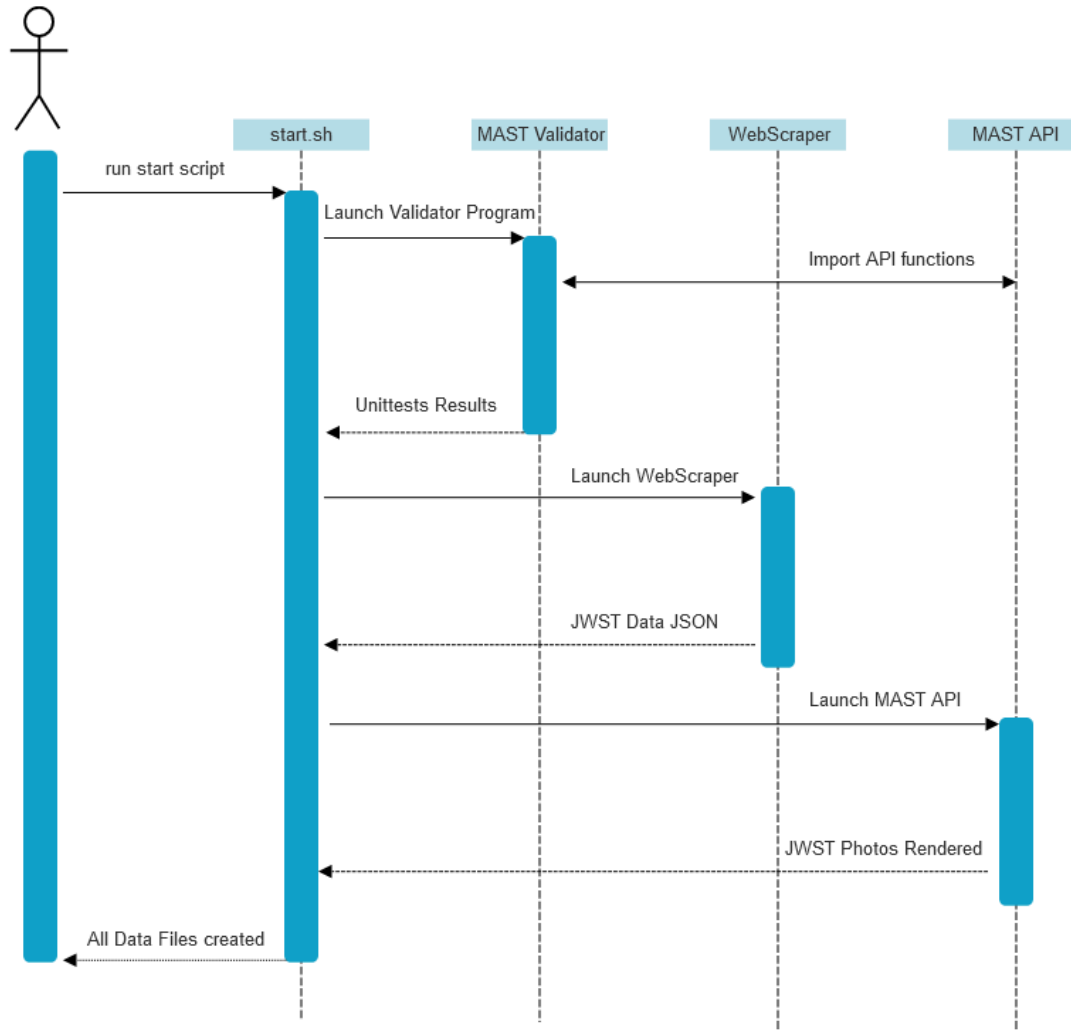 start.sh
MAST Validator
WebScraper
MAST API
run start script
Launch Validator Program
Import API functions
Unittests Results
Launch WebScraper
JWST Data JSON
Launch MAST API
JWST Photos Rendered
All Data Files created